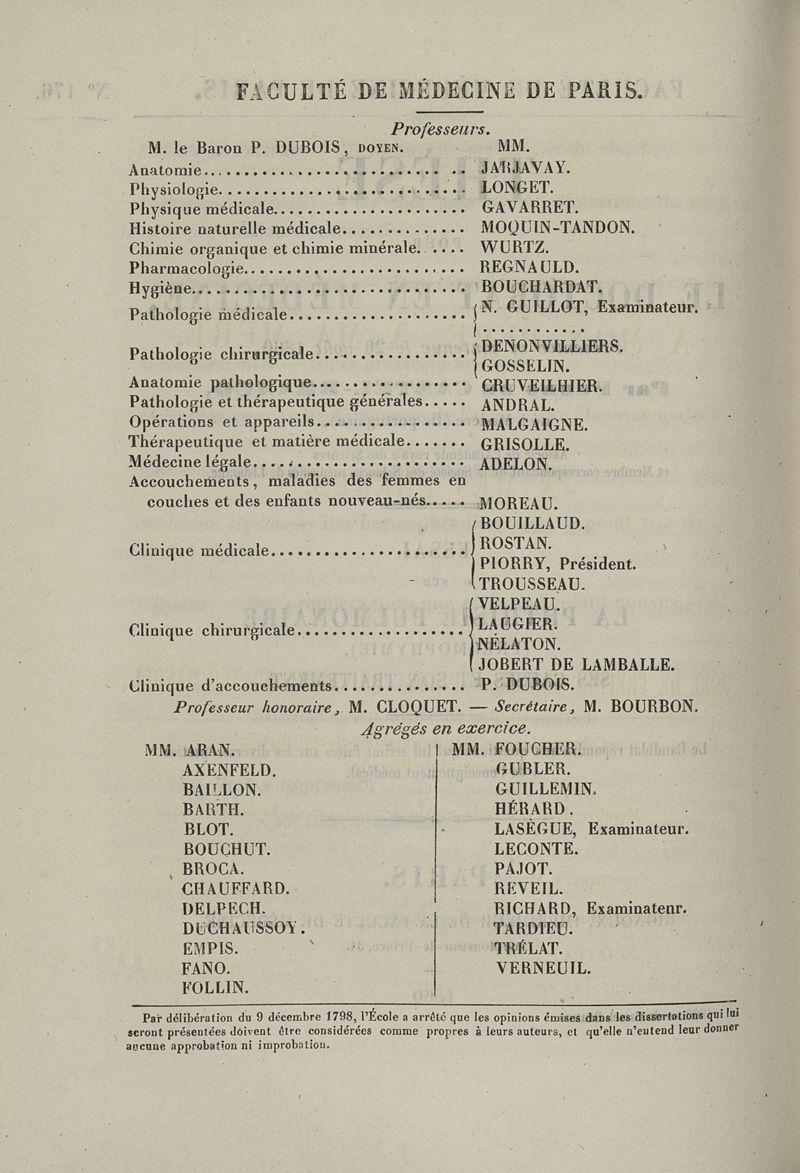 FACULTÉ DE MÉDECINE DE PARIS.
Professeurs.
M. le Baron P. DUBOIS, DOYEN. MM.
Anatomie........................ JARJAVAY.
Physiologie........................ LONGET.
Physique médicale........................ GAVARRET.
Histoire naturelle médicale............... MOQUIN-TANDON.
Chimie organique et chimie minérale...... WURTZ.
Pharmacologie........................ REGNAULD.
Hygiène........................ BOUCHARDAT.
Pathologie médicale.................... { N. GUILLOT, Examinateur.
............
Pathologie chirurgicale.................. { DENONVILLIERS.
GOSSELIN.
Anatomie pathologique.................. CRUVEILHIER.
Pathologie et thérapeutique générales..... ANDRAL.
Opérations et appareils.................. MALGAIGNE.
Thérapeutique et matière médicale....... GRISOLLE.
Médecine légale........................ ADELON.
Accouchements, maladies des femmes en
couches et des enfants nouveau-nés..... MOREAU.
BOUILLAUD.
Clinique médicale...................... { ROSTAN.
PIORRY, Président.
TROUSSEAU.
VELPEAU.
Clinique chirurgicale.................... { LAUGIER.
NÉLATON.
JOBERT DE LAMBALLE.
Clinique d'accouchements............... P. DUBOIS.
Professeur honoraire, M. CLOQUET. — Secrétaire, M. BOURBON.
Agrégés en exercice.
MM. ARAN.
AXENFELD.
BAILLON.
BARTH.
BLOT.
BOUCHUT.
BROCA.
CHAUFFARD.
DELPECH.
DUCHAUSSOY.
EMPIS.
FANO.
FOLLIN.
MM. FOUCHER.
GUBLER.
GUILLEMIN.
HÉRARD.
LASÈGUE, Examinateur.
LECONTE.
PAJOT.
REVEIL.
RICHARD, Examinateur.
TARDIEU.
TRÉLAT.
VERNEUIL.
Par délibération du 9 décembre 1798, l'École a arrêté que les opinions émises dans les dissertations qui lui
seront présentées doivent être considérées comme propres à leurs auteurs, et qu'elle n'entend leur donner
aucune approbation ni improbation.